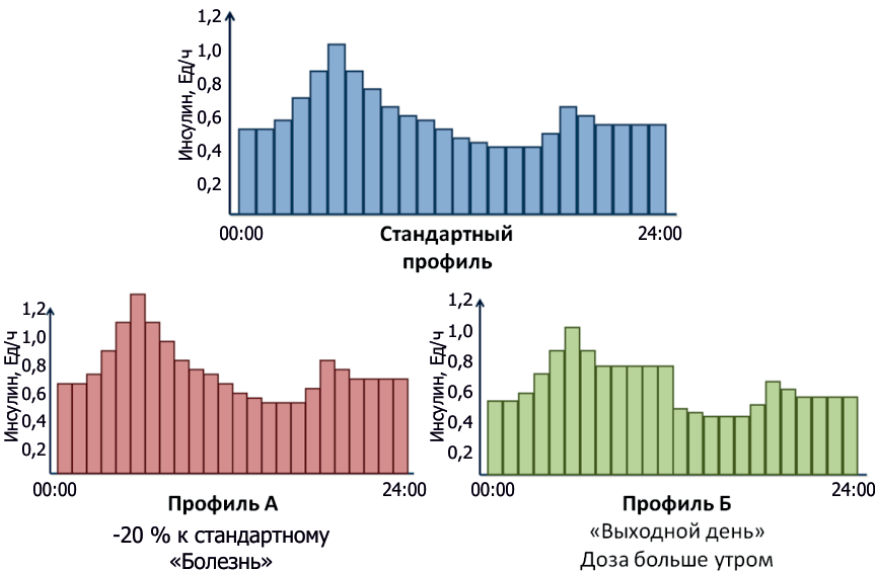 1,2
1,0
0,8
0,6
0,4
0,2
Инсулин, Ед/ч
00:00
24:00
Стандартный
профиль
1,2
1,0
0,8
0,6
0,4
0,2
Инсулин, Ед/ч
00:00
24:00
Профиль А
-20 % к стандартному
«Болезнь»
1,2
1,0
0,8
0,6
0,4
0,2
Инсулин, Ед/ч
00:00
24:00
Профиль Б
«Выходной день»
Доза больше утром